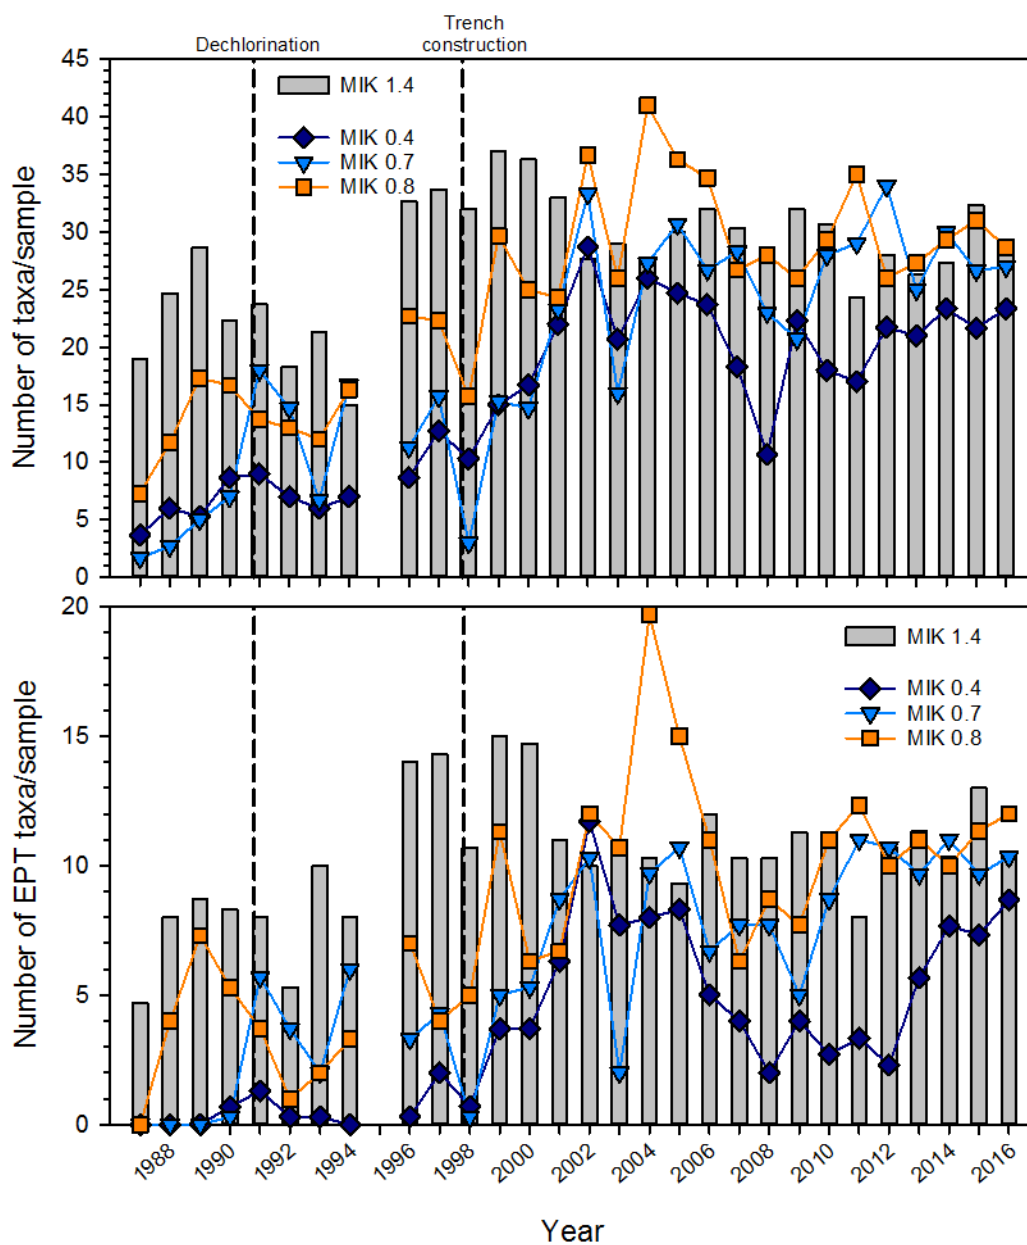 Trench
Dechlorination construction
45
40
35
30
25
20
15
10
5
0
Number of taxa/sample
MIK 1.4
MIK 0.4
MIK 0.7
MIK 0.8
20
15
10
5
0
Number of EPT taxa/sample
MIK 1.4
MIK 0.4
MIK 0.7
MIK 0.8
1988 1990 1992 1994 1996 1998 2000 2002 2004 2006 2008 2010 2012 2014 2016
Year